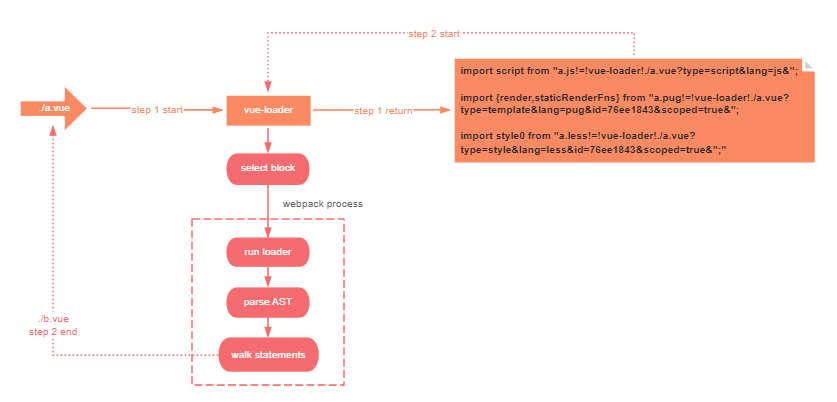 step 2 start
import script from "a.js!=!vue-loader!./a.vue?type=script&lang=js&";
import {render,staticRenderFns} from "a.pug!=!vue-loader!./a.vue?
type=template&lang=pug&id=76ee1843&scoped=true&";
import style0 from "a.less!=!vue-loader!./a.vue?
type=style&lang=less&id=76ee1843&scoped=true&";"
./a.vue
step 1 start
vue-loader
step 1 return
select block
webpack process
run loader
parse AST
./b.vue
step 2 end
walk statements